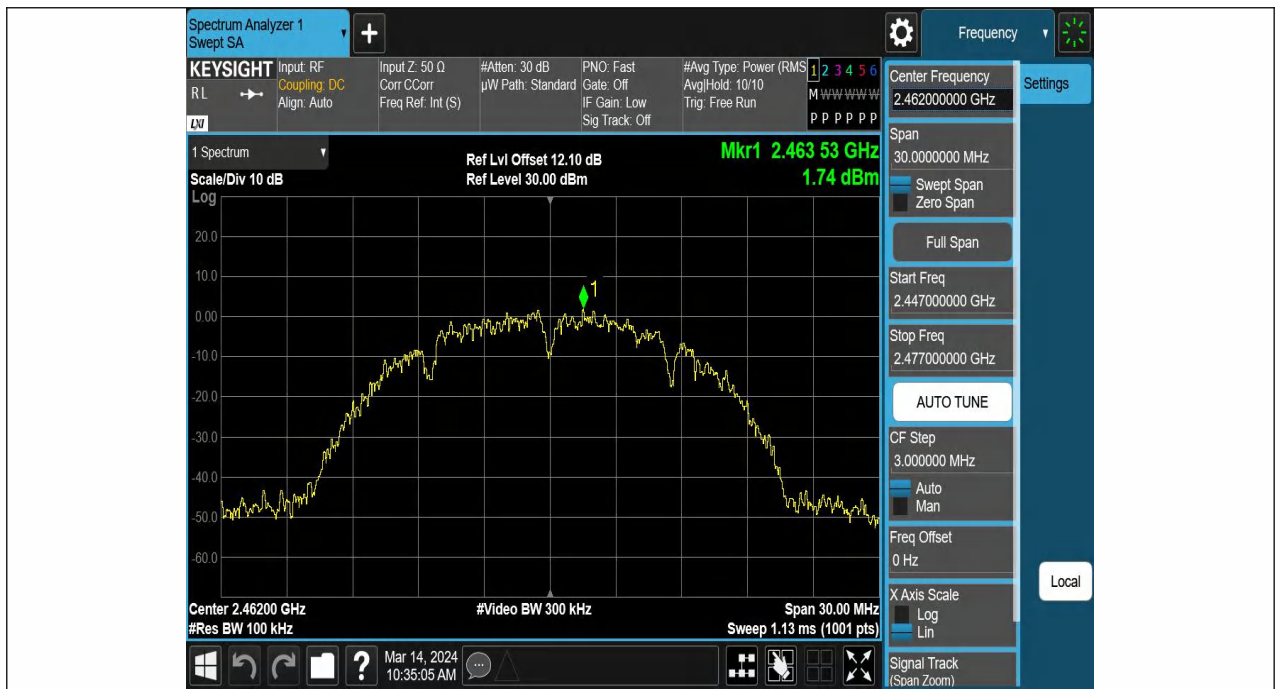 Spectrum Analyzer 1
Swept SA
+
Frequency
KEYSIGHT
RL
LXI
Input: RF
Coupling: DC
Align: Auto
Input Z: 50 Ω
Corr CCorr
Freq Ref: Int (S)
#Atten: 30 dB
µW Path: Standard
PNO: Fast
Gate: Off
IF Gain: Low
Sig Track: Off
#Avg Type: Power (RMS
Avg|Hold: 10/10
Trig: Free Run
1 2 3 4 5 6
M W W W W W
P P P P P P
1 Spectrum
Scale/Div 10 dB
Ref Lvl Offset 12.10 dB
Ref Level 30.00 dBm
Mkr1 2.463 53 GHz
1.74 dBm
Log
20.0
10.0
1
0.00
-10.0
-20.0
-30.0
-40.0
-50.0
-60.0
Center 2.46200 GHz
#Res BW 100 kHz
#Video BW 300 kHz
Span 30.00 MHz
Sweep 1.13 ms (1001 pts)
Center Frequency
2.462000000 GHz
Settings
Span
30.0000000 MHz
Swept Span
Zero Span
Full Span
Start Freq
2.447000000 GHz
Stop Freq
2.477000000 GHz
AUTO TUNE
CF Step
3.000000 MHz
Auto
Man
Freq Offset
0 Hz
X Axis Scale
Log
Lin
Local
Signal Track
(Span Zoom)
?
Mar 14, 2024
10:35:05 AM